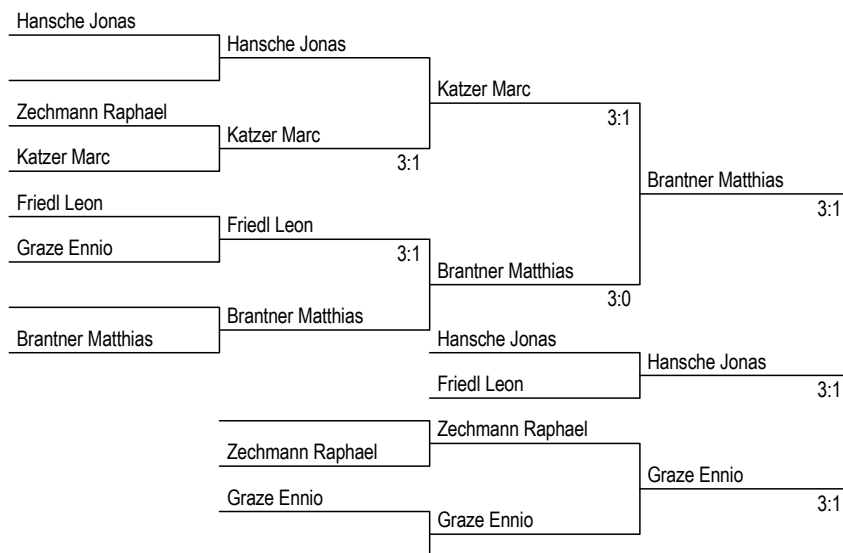 Hansche Jonas
Hansche Jonas
Katzer Marc
3:1
Zechmann Raphael
Katzer Marc
3:1
Katzer Marc
Brantner Matthias
3:1
Friedl Leon
Friedl Leon
3:1
Graze Ennio
Brantner Matthias
3:0
Brantner Matthias
Brantner Matthias
Hansche Jonas
Hansche Jonas
3:1
Friedl Leon
Zechmann Raphael
Zechmann Raphael
Graze Ennio
3:1
Graze Ennio
Graze Ennio